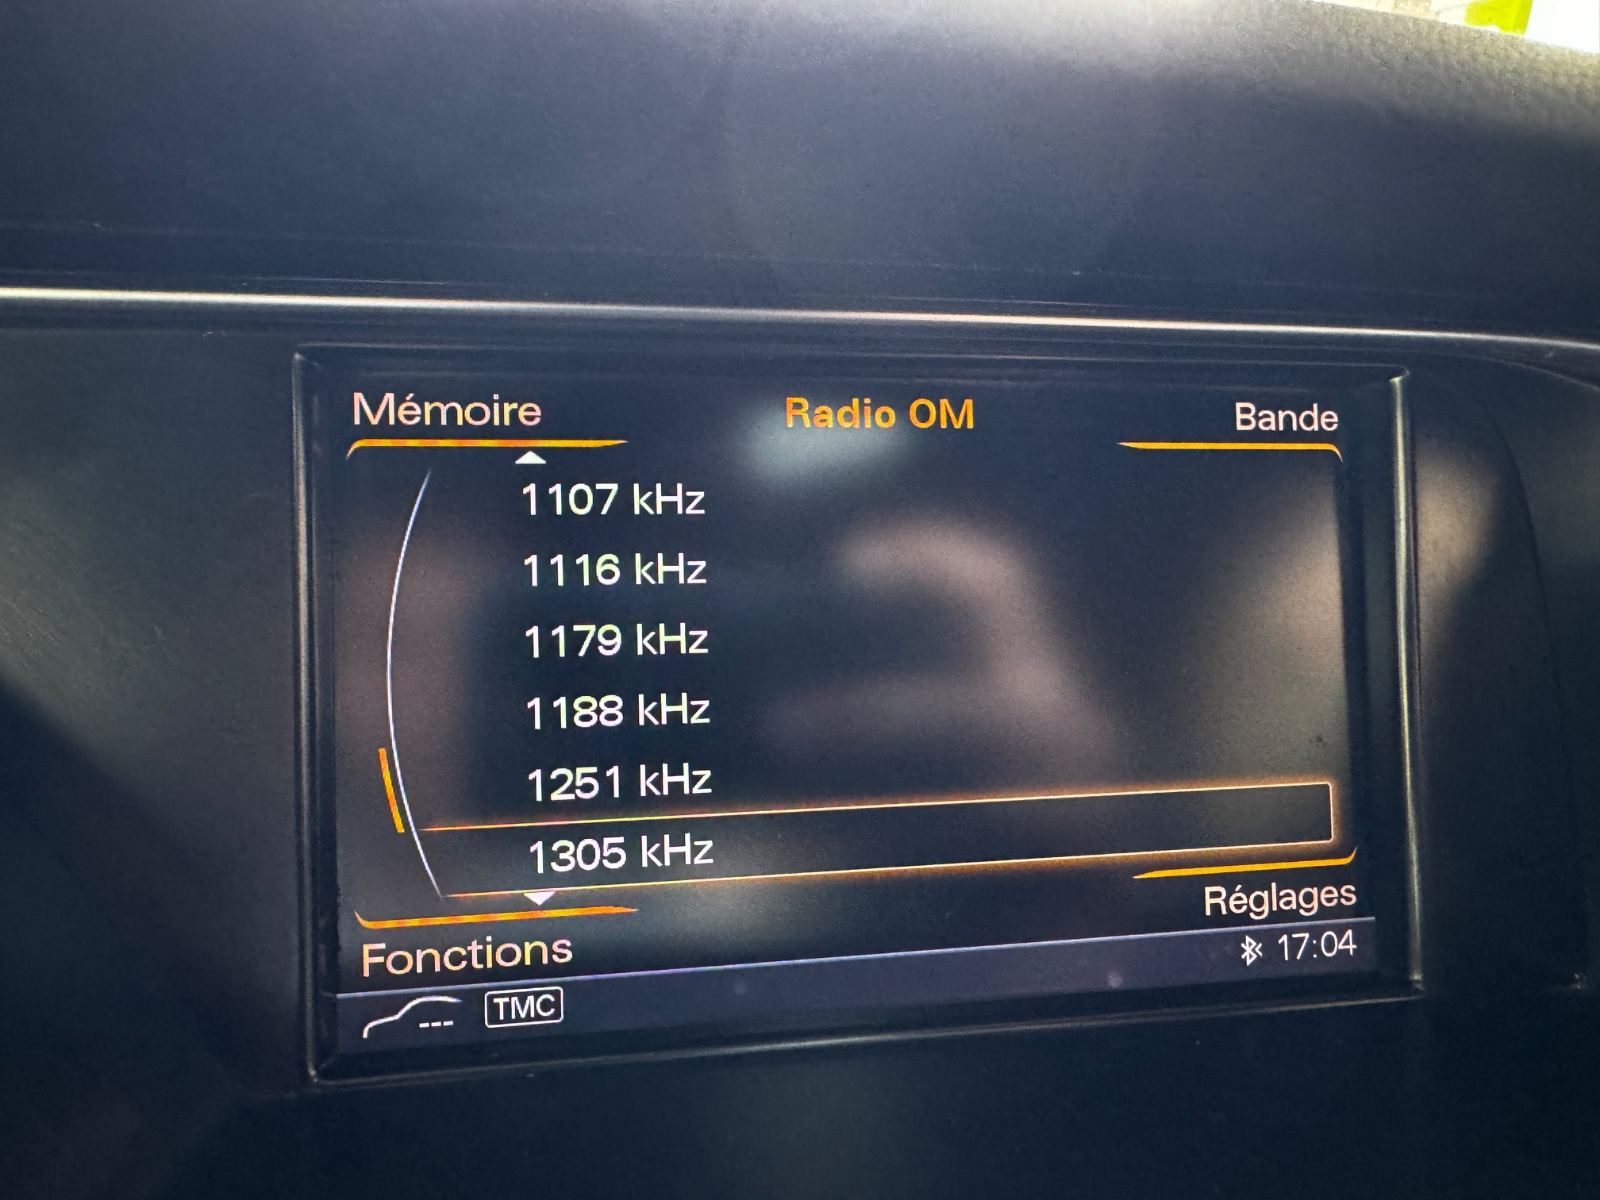 Mémoire
Radio OM
Bande
1107 kHz
1116 kHz
1179 kHz
1188 kHz
1251 kHz
1305 kHz
Réglages
Fonctions
17:04
---
TMC